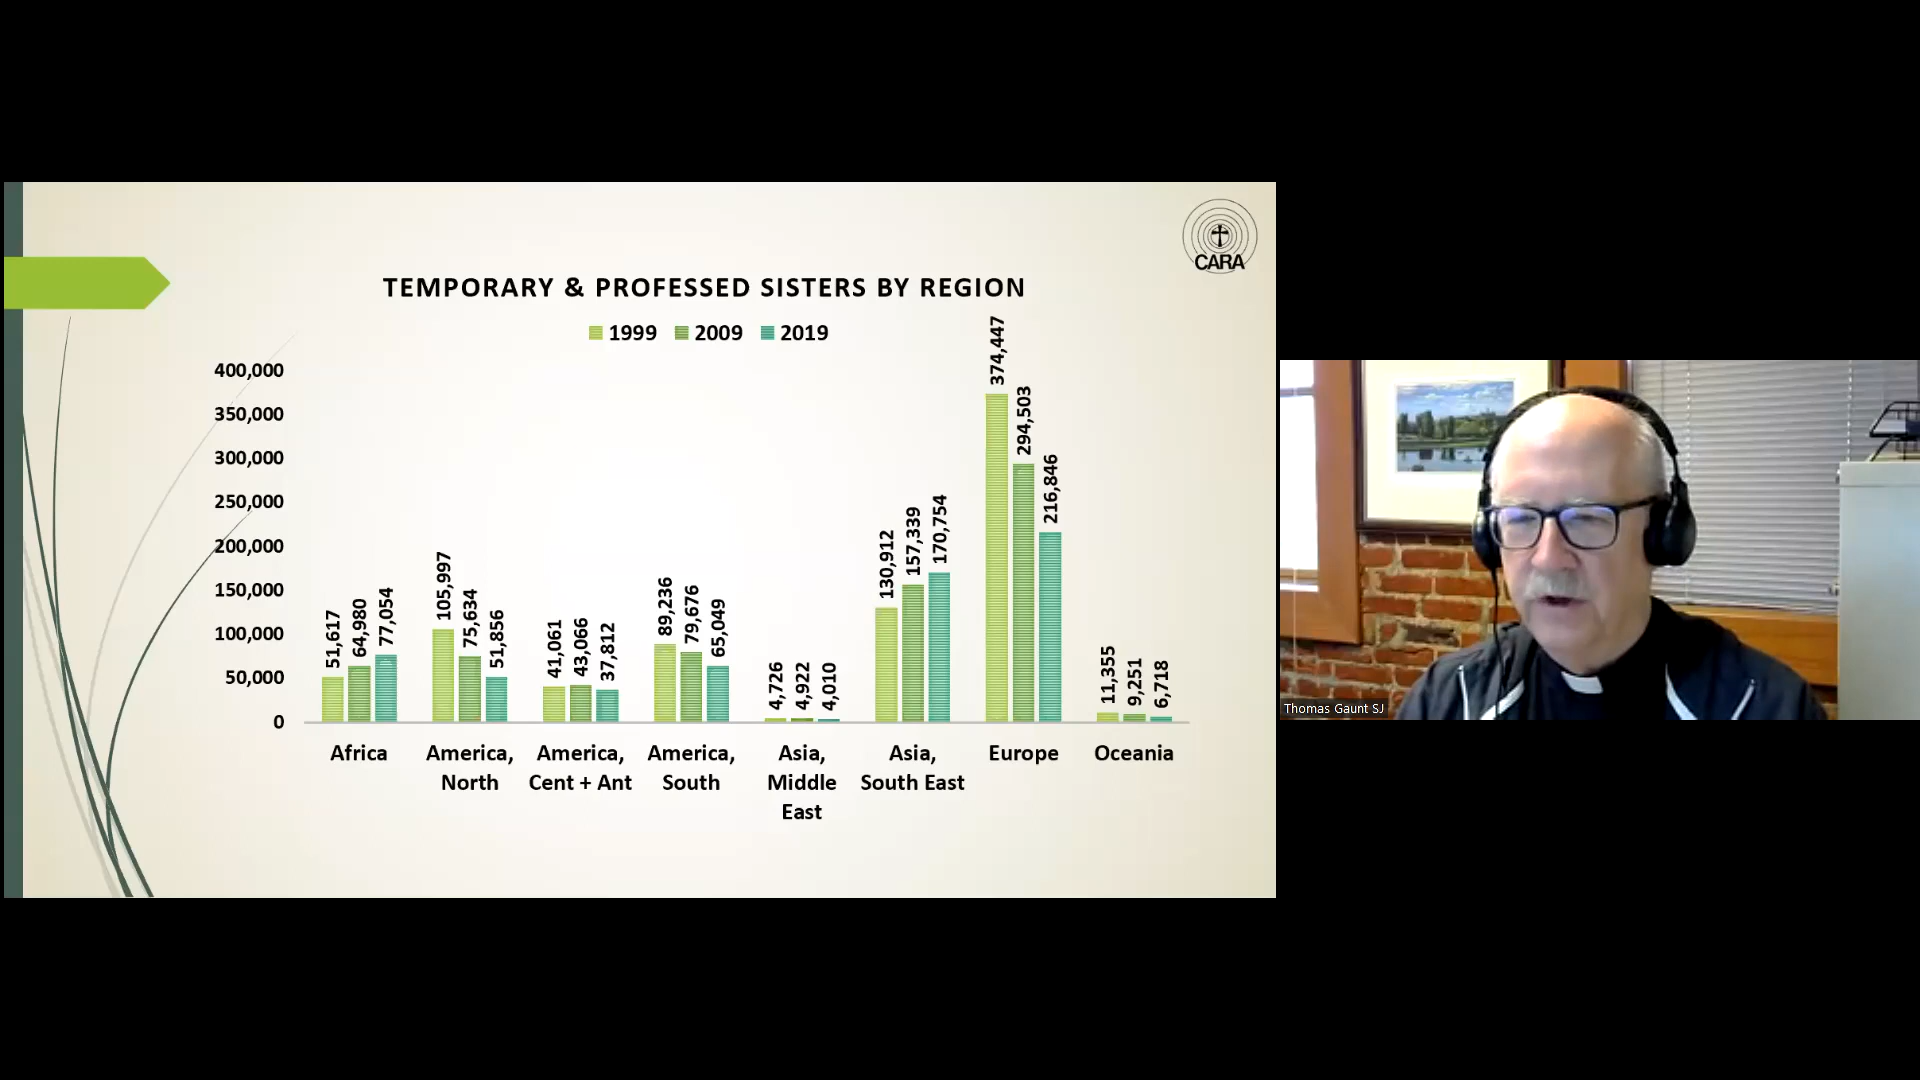 CARA
TEMPORARY & PROFESSED SISTERS BY REGION
1999 2009 2019
400,000
350,000
300,000
250,000
200,000
150,000
100,000
50,000
0
51,617
64,980
77,054
105,997
75,634
51,856
41,061
43,066
37,812
89,236
79,676
65,049
4,726
4,922
4,010
130,912
157,339
170,754
374,447
294,503
216,846
11,355
9,251
6,718
Africa
America,
North
America,
Cent + Ant
America,
South
Asia,
Middle
East
Asia,
South East
Europe
Oceania
Thomas Gaunt SJ